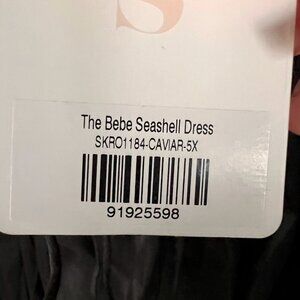 S
The Bebe Seashell Dress
SKRO1184-CAVIAR-5X
91925598